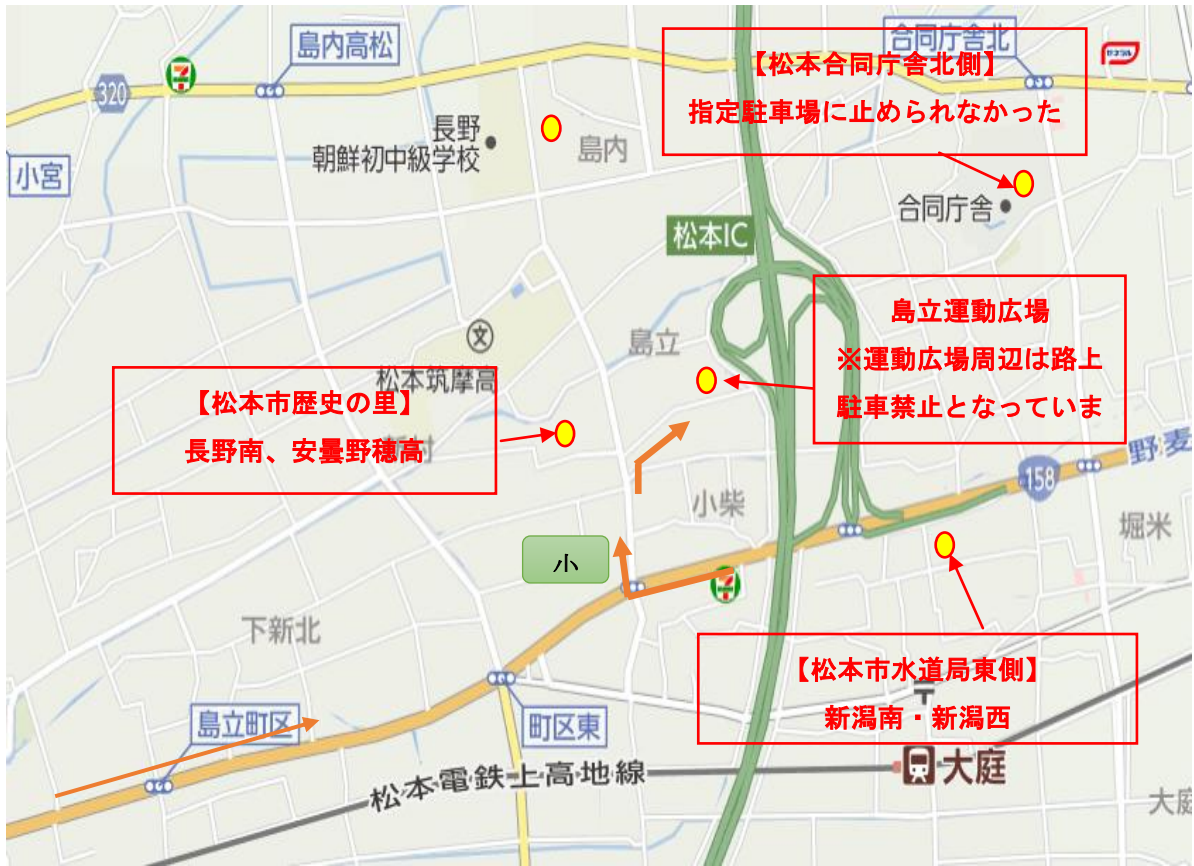 島内高松
合同庁舎北
ゼネラル
320
7
【松本合同庁舎北側】
指定駐車場に止められなかった
長野
朝鮮初中級学校
島内
小宮
合同庁舎
松本IC
島立運動広場
※運動広場周辺は路上
駐車禁止となっていま
島立
文
松本筑摩高
【松本市歴史の里】
長野南、安曇野穂高
野麦
158
小柴
堀米
小
7
下新北
【松本市水道局東側】
新潟南・新潟西
島立町区
町区東
松本電鉄上高地線
大庭
大庭